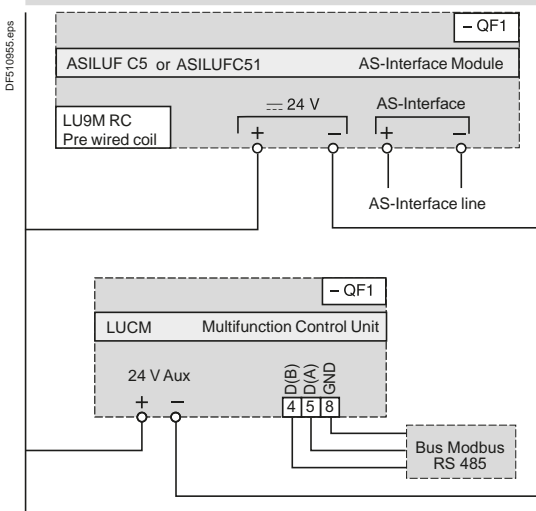 DF510955.eps
– QF1
ASILUF C5 or ASILUFC51 AS-Interface Module
LU9M RC
Pre wired coil
⎓ 24 V AS-Interface
+ – + –
AS-Interface line
– QF1
LUCM Multifunction Control Unit
24 V Aux
+ –
D(B) D(A) GND
4 5 8
Bus Modbus
RS 485